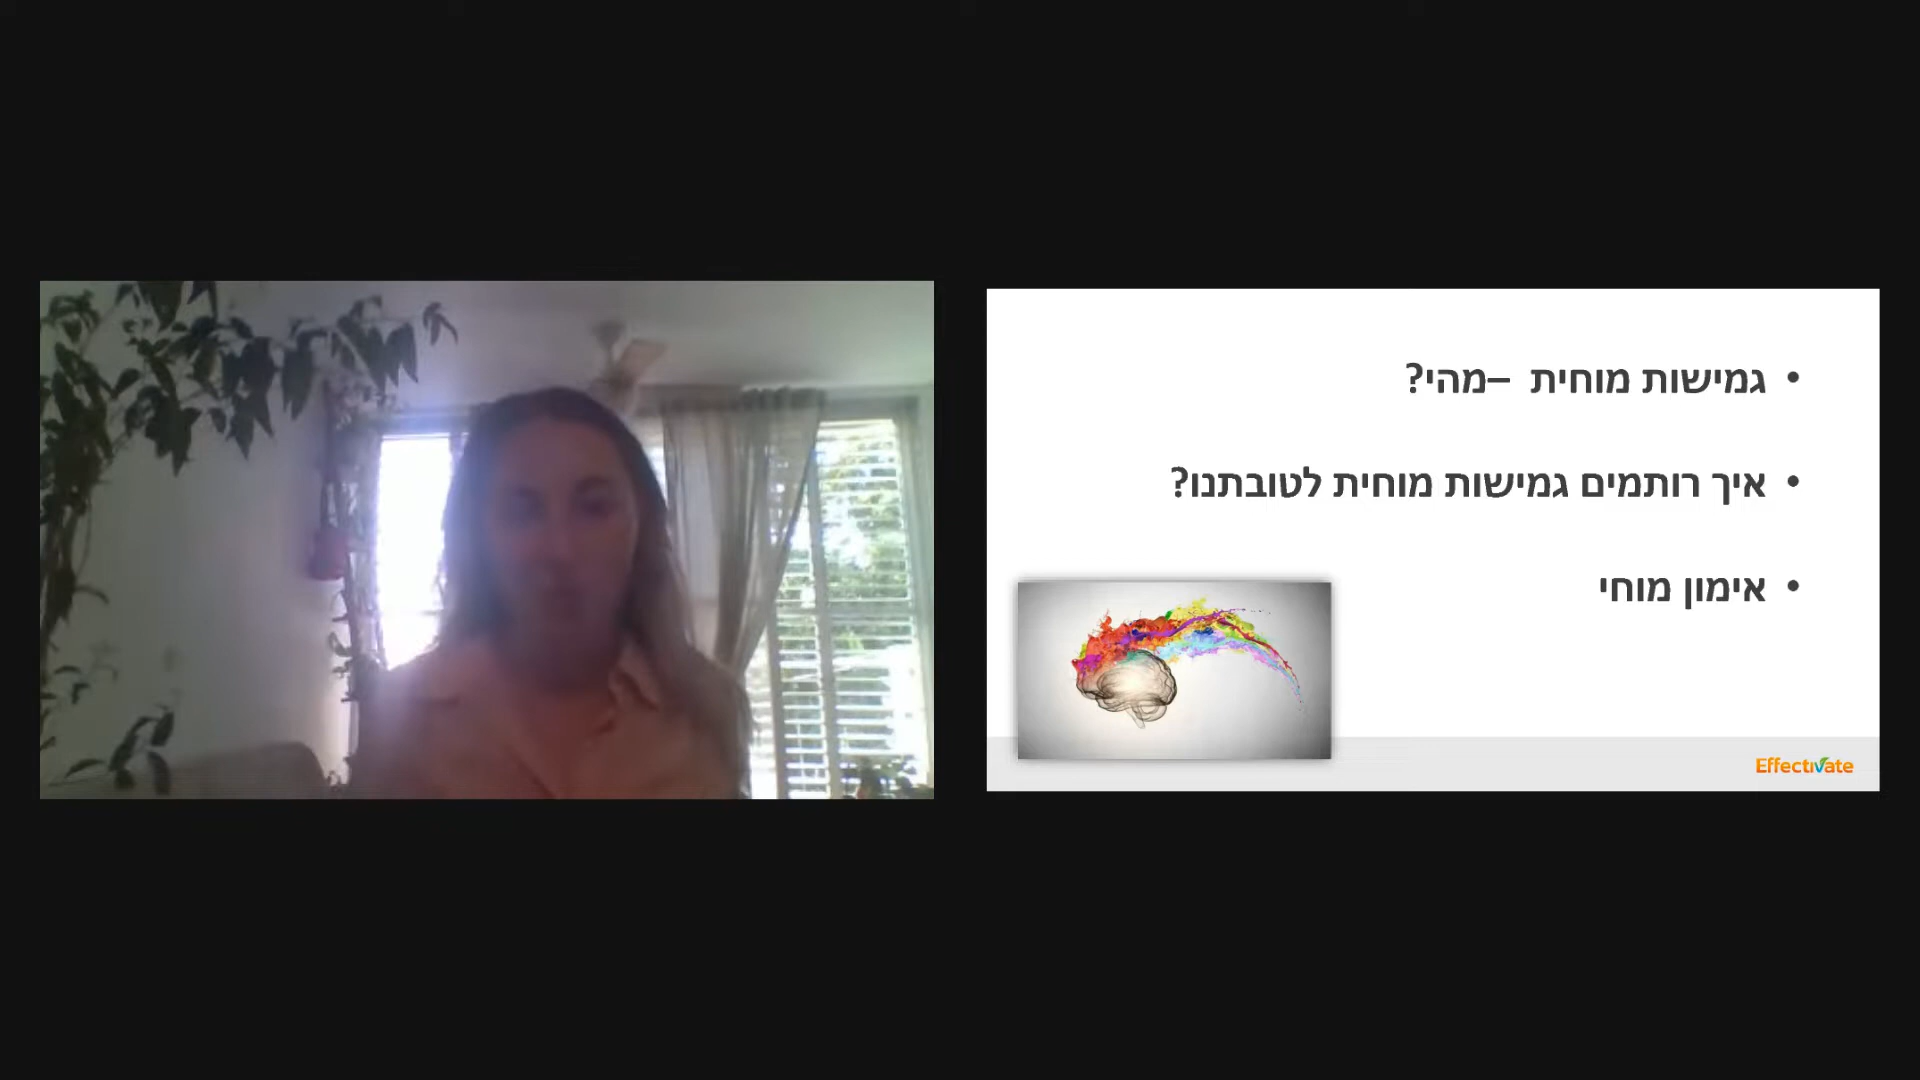 גמישות מוחית –מהי?
איך רותמים גמישות מוחית לטובתנו?
אימון מוחי
Effectivate